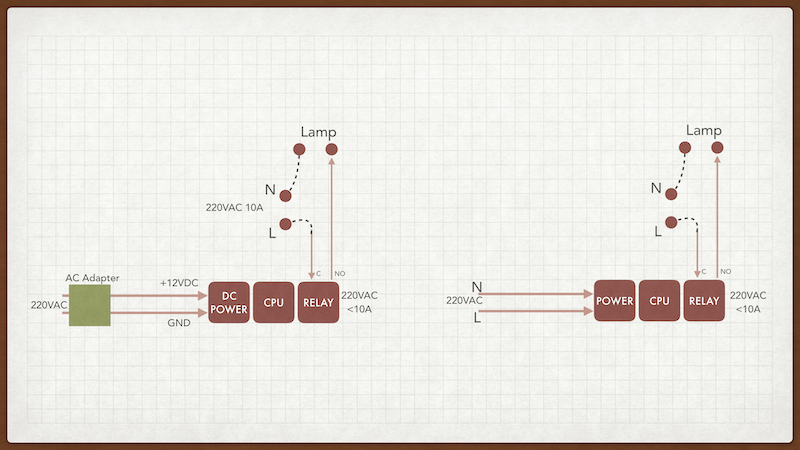 Lamp
N
220VAC 10A
L
AC Adapter
+12VDC
220VAC
GND
DC
POWER
CPU
RELAY
C
NO
220VAC
<10A
Lamp
N
L
N
220VAC
L
POWER
CPU
RELAY
C
NO
220VAC
<10A